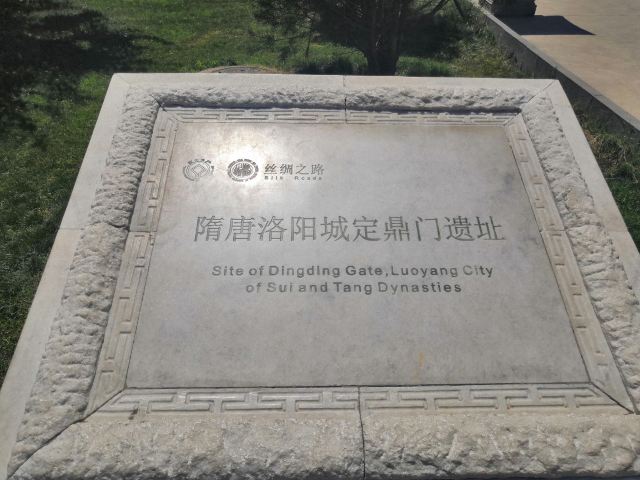 丝绸之路
Silk Roads
隋唐洛阳城定鼎门遗址
Site of Dingding Gate,Luoyang City
of Sui and Tang Dynasties